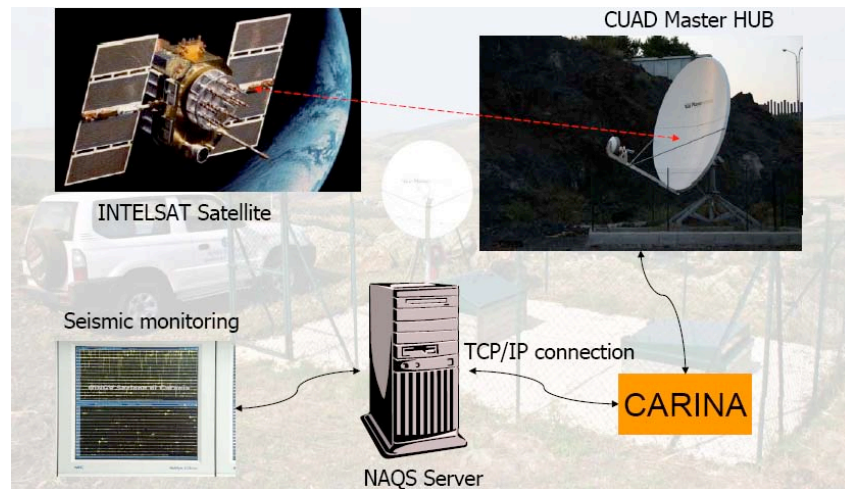 CUAD Master HUB
INTELSAT Satellite
Seismic monitoring
TCP/IP connection
CARINA
NAQS Server